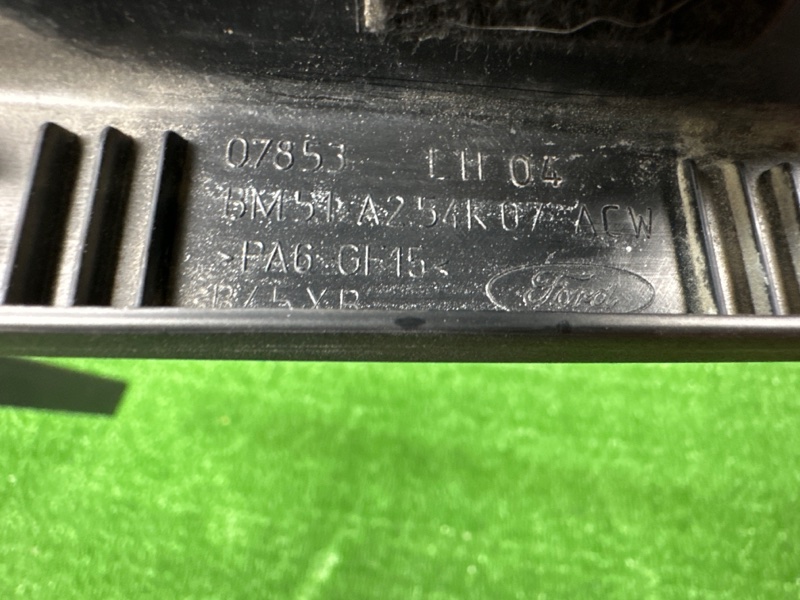 07853 LH 04
BM51 A254K07 ACW
>PA6 GF15<
Ford